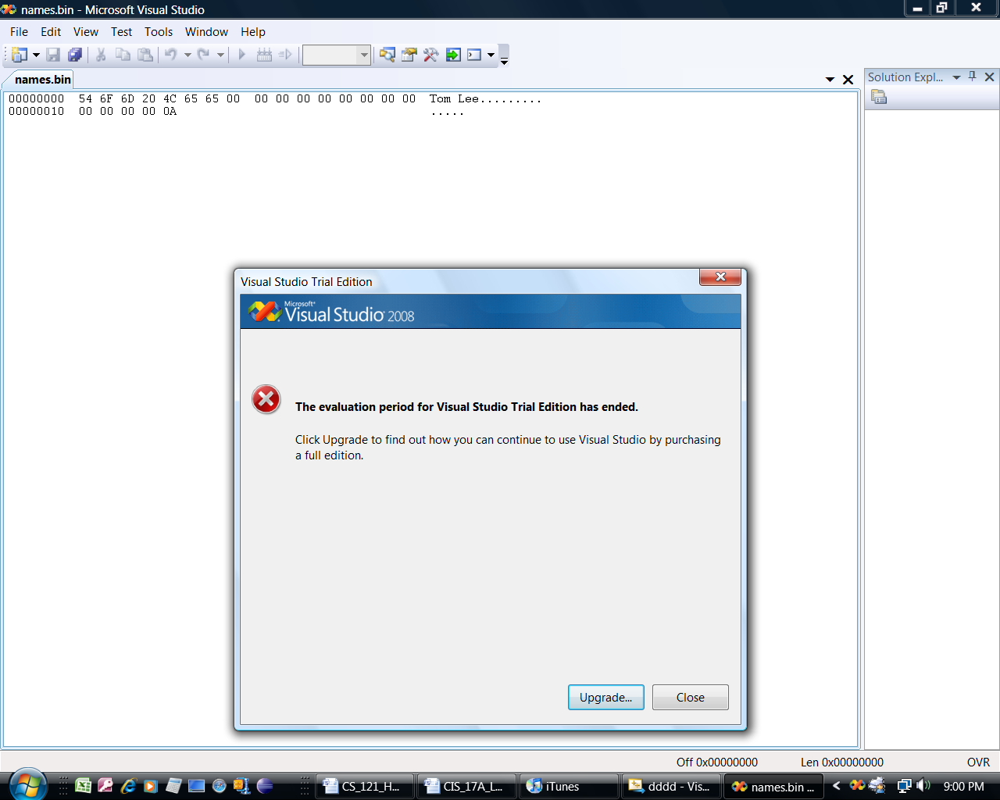 names.bin - Microsoft Visual Studio
File Edit View Test Tools Window Help
names.bin
Solution Expl...
00000000 54 6F 6D 20 4C 65 65 00 00 00 00 00 00 00 00 00 Tom Lee.........
00000010 00 00 00 00 0A .....
Visual Studio Trial Edition
Microsoft®
Visual Studio 2008
The evaluation period for Visual Studio Trial Edition has ended.
Click Upgrade to find out how you can continue to use Visual Studio by purchasing
a full edition.
Upgrade... Close
Off 0x00000000 Len 0x00000000 OVR
CS_121_H... CIS_17A_L... iTunes dddd - Vis... names.bin ... 9:00 PM